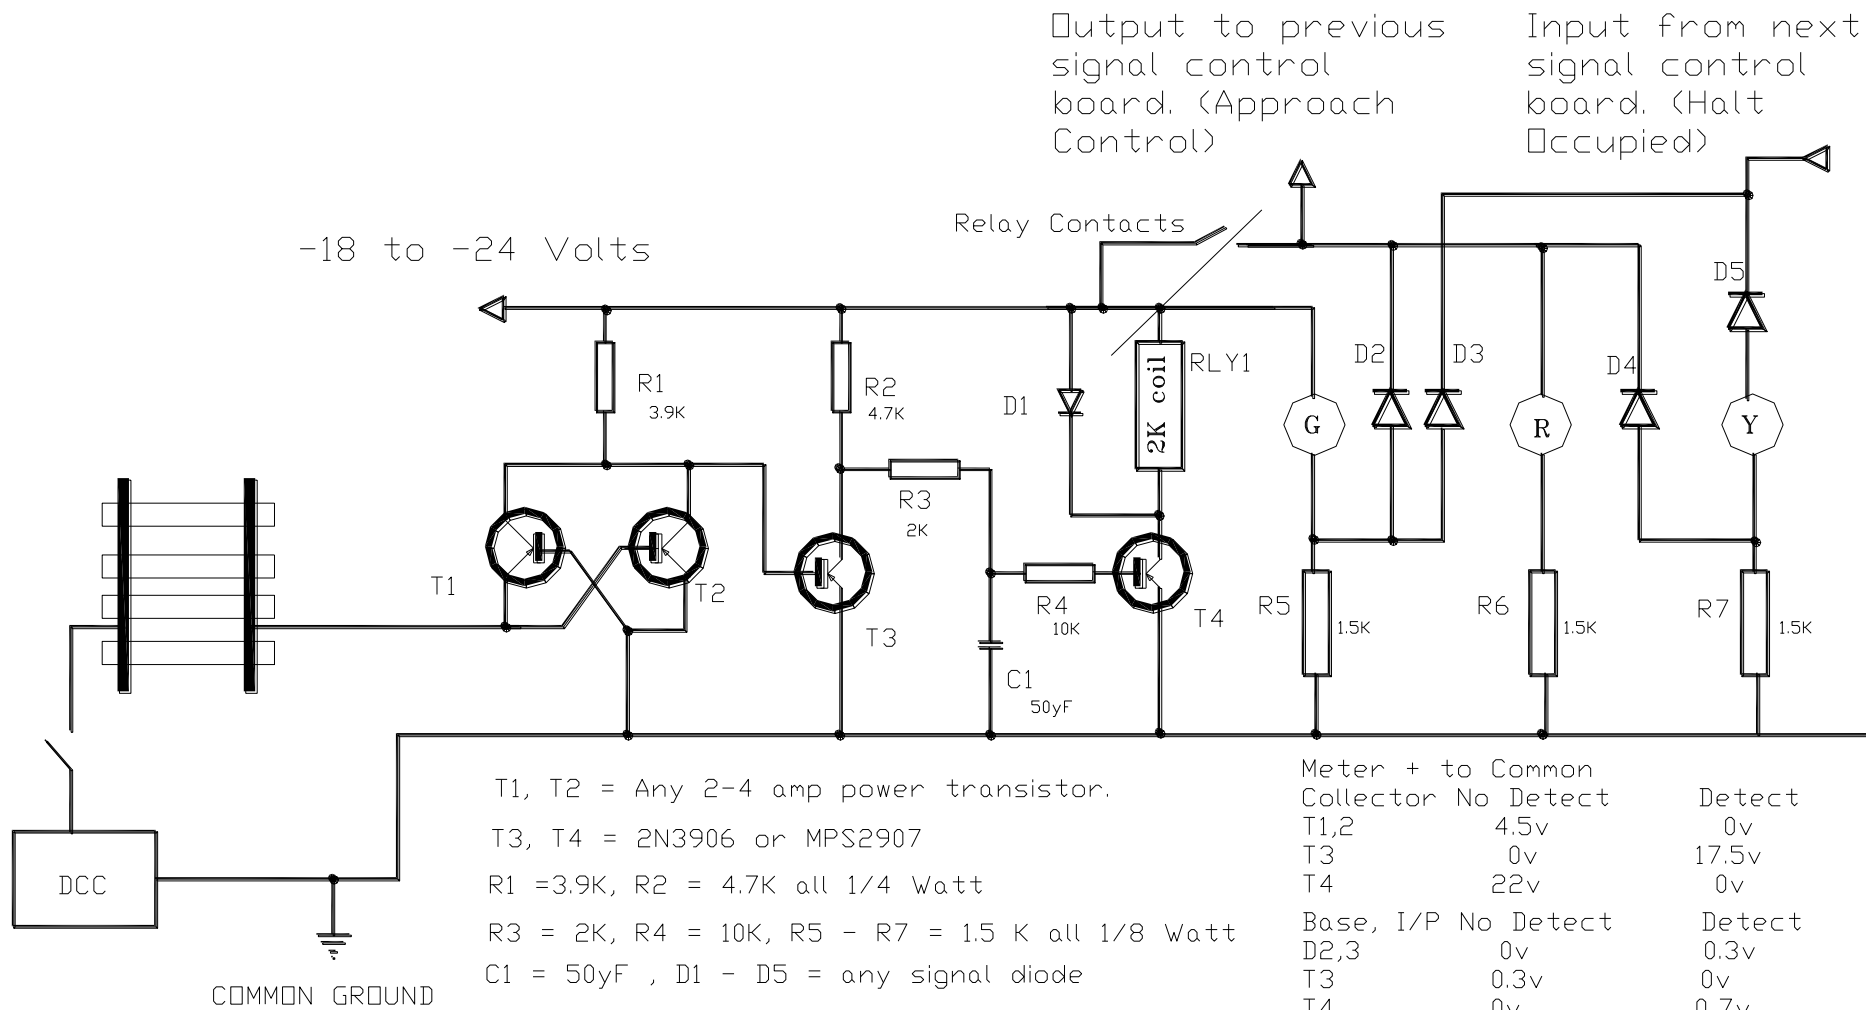 Output to previous
signal control
board. (Approach
Control)
Input from next
signal control
board. (Halt
Occupied)
Relay Contacts
-18 to -24 Volts
D5
R1
3.9K
R2
4.7K
D1
2K coil
RLY1
D2
D3
D4
G
R
Y
R3
2K
T1
T2
T3
R4
10K
T4
C1
50yF
R5
1.5K
R6
1.5K
R7
1.5K
DCC
COMMON GROUND
T1, T2 = Any 2-4 amp power transistor.
T3, T4 = 2N3906 or MPS2907
R1 =3.9K, R2 = 4.7K all 1/4 Watt
R3 = 2K, R4 = 10K, R5 - R7 = 1.5 K all 1/8 Watt
C1 = 50yF , D1 - D5 = any signal diode
Meter + to Common
Collector No Detect Detect
T1,2 4.5v 0v
T3 0v 17.5v
T4 22v 0v
Base, I/P No Detect Detect
D2,3 0v 0.3v
T3 0.3v 0v
T4 0v 0.7v